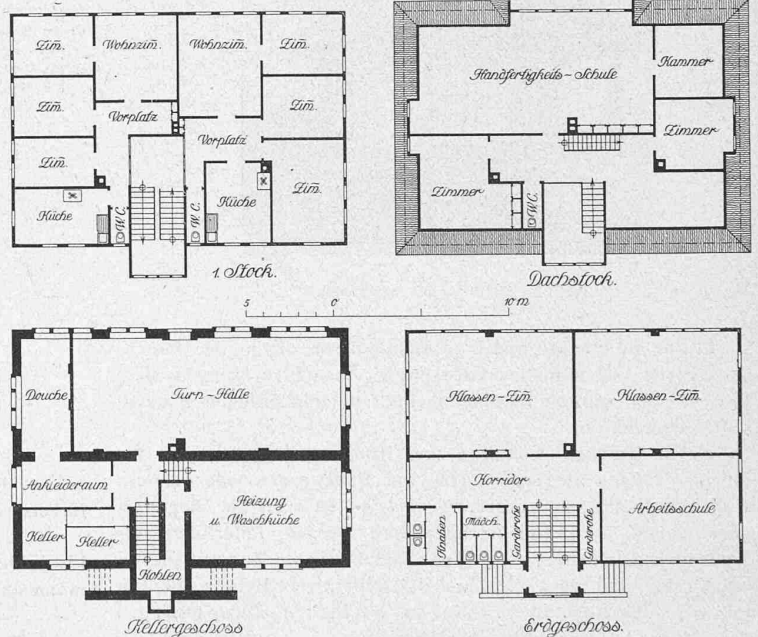 Zim̄.
Wohnzim̄.
Wohnzim̄.
Zim̄.
Zim̄.
Vorplatz
Vorplatz
Zim̄.
Zim̄.
Küche
W.C.
W.C.
Küche
Zim̄.
1. Stock.
Handfertigkeits-Schule
Kammer
Zimmer
Zimmer
W.C.
Dachstock.
5 0 10 m
Douche
Turn-Halle
Ankleideraum
Keller
Keller
Kohlen
Heizung
u. Waschküche
Kellergeschoss
Klassen-Zim̄.
Klassen-Zim̄.
Korridor
Knaben
Mädch.
Garderobe
Garderobe
Arbeitsschule
Erdgeschoss.